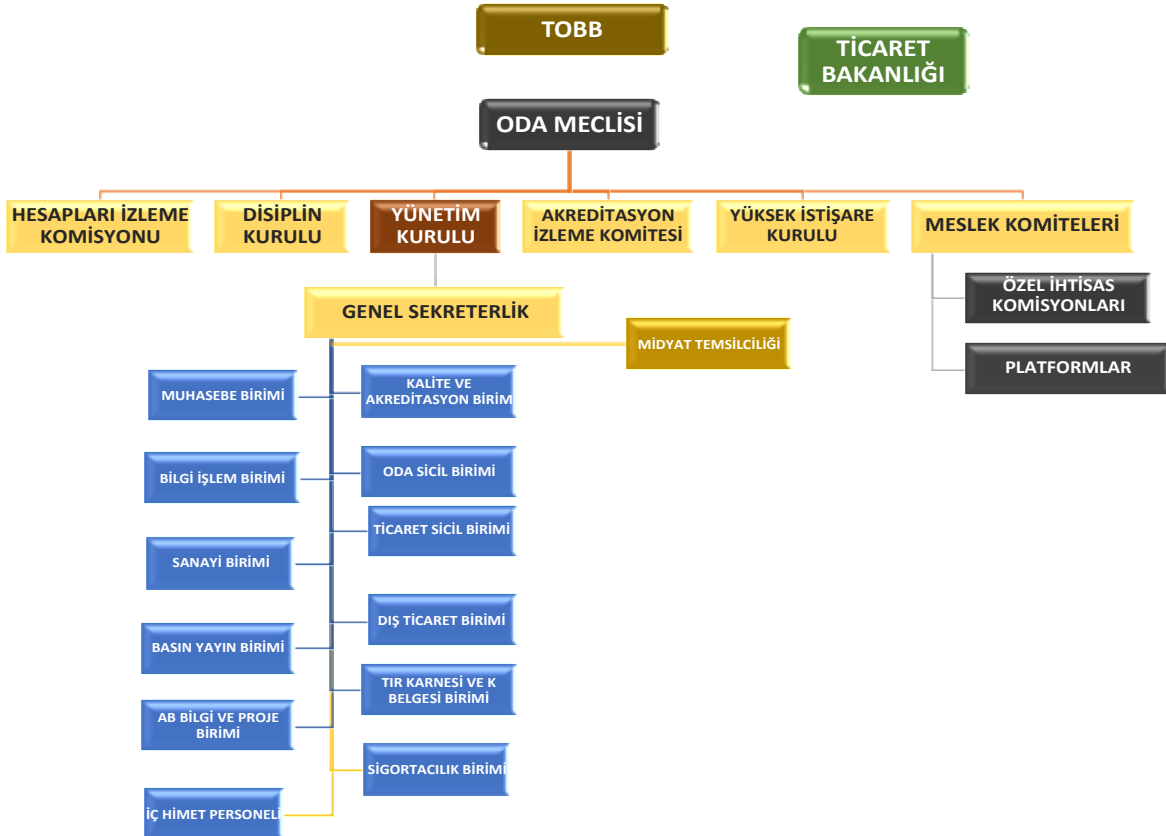 TOBB
TİCARET
BAKANLIĞI
ODA MECLİSİ
HESAPLARI İZLEME
KOMİSYONU
DİSİPLİN
KURULU
YÜNETİM
KURULU
AKREDİTASYON
İZLEME KOMİTESİ
YÜKSEK İSTİŞARE
KURULU
MESLEK KOMİTELERİ
ÖZEL İHTİSAS
KOMİSYONLARI
PLATFORMLAR
GENEL SEKRETERLİK
MİDYAT TEMSİLCİLİĞİ
MUHASEBE BİRİMİ
KALİTE VE
AKREDİTASYON BİRİM
BİLGİ İŞLEM BİRİMİ
ODA SİCİL BİRİMİ
TİCARET SİCİL BİRİMİ
SANAYİ BİRİMİ
DIŞ TİCARET BİRİMİ
BASIN YAYIN BİRİMİ
TIR KARNESİ VE K
BELGESİ BİRİMİ
AB BİLGİ VE PROJE
BİRİMİ
SİGORTACILIK BİRİMİ
İÇ HİMET PERSONELİ